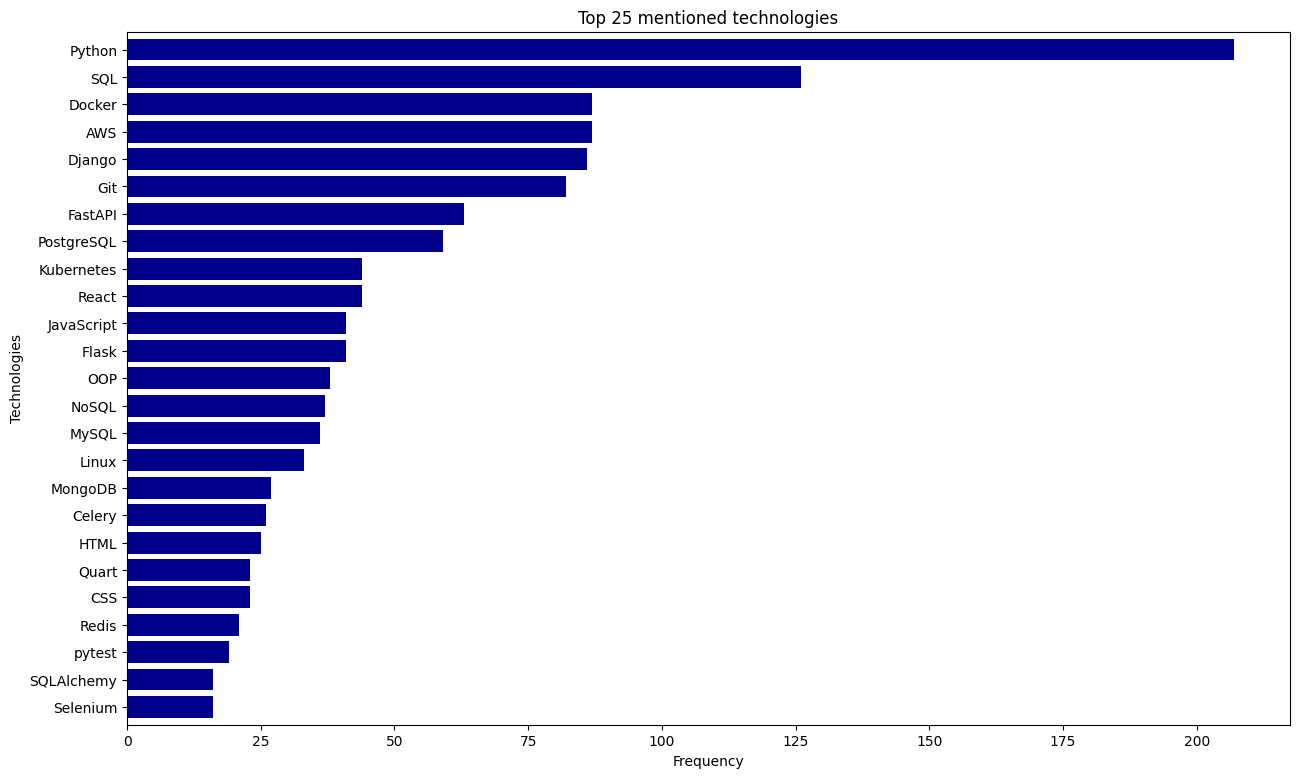 Top 25 mentioned technologies
Technologies
Python
SQL
Docker
AWS
Django
Git
FastAPI
PostgreSQL
Kubernetes
React
JavaScript
Flask
OOP
NoSQL
MySQL
Linux
MongoDB
Celery
HTML
Quart
CSS
Redis
pytest
SQLAlchemy
Selenium
0 25 50 75 100 125 150 175 200
Frequency